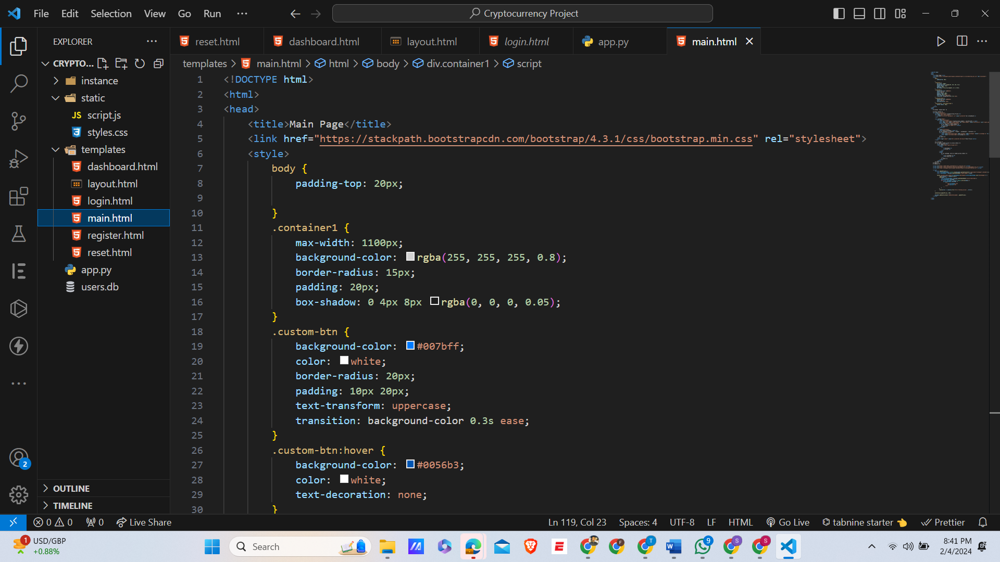 File Edit Selection View Go Run ···
Cryptocurrency Project
EXPLORER ···
reset.html dashboard.html layout.html login.html app.py main.html
CRYPTO...
templates > main.html > html > body > div.container1 > script
instance
static
JS script.js
styles.css
templates
dashboard.html
layout.html
login.html
main.html
register.html
reset.html
app.py
users.db
OUTLINE
TIMELINE
1 <!DOCTYPE html>
2 <html>
3 <head>
4 <title>Main Page</title>
5 <link href="https://stackpath.bootstrapcdn.com/bootstrap/4.3.1/css/bootstrap.min.css" rel="stylesheet">
6 <style>
7 body {
8 padding-top: 20px;
9
10 }
11 .container1 {
12 max-width: 1100px;
13 background-color: rgba(255, 255, 255, 0.8);
14 border-radius: 15px;
15 padding: 20px;
16 box-shadow: 0 4px 8px rgba(0, 0, 0, 0.05);
17 }
18 .custom-btn {
19 background-color: #007bff;
20 color: white;
21 border-radius: 20px;
22 padding: 10px 20px;
23 text-transform: uppercase;
24 transition: background-color 0.3s ease;
25 }
26 .custom-btn:hover {
27 background-color: #0056b3;
28 color: white;
29 text-decoration: none;
30 }
2
0 0 0 Live Share
Ln 119, Col 23 Spaces: 4 UTF-8 LF HTML Go Live tabnine starter Prettier
1 USD/GBP
+0.88%
Search
F T W 9 S S
8:41 PM
2/4/2024